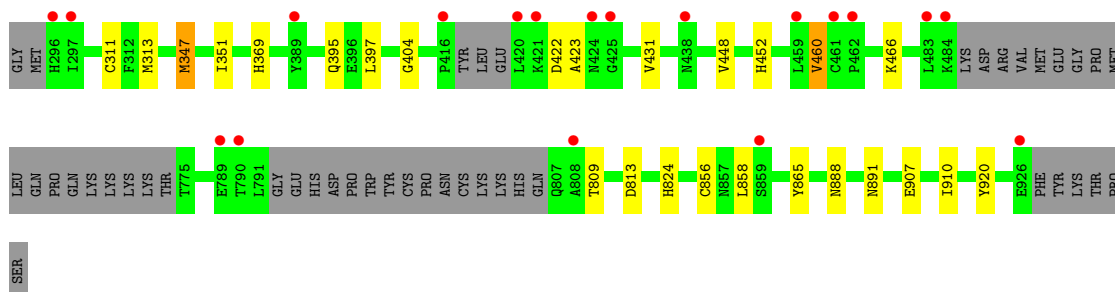 GLY MET H296 I297 C311 F312 M313 M347 I351 H369 Y389 Q395 E396 L397 G404 P416 TYR LEU GLU L420 K421 D422 A423 N424 G425 V431 N438 V448 H452 L459 V460 C461 P462 K466 L483 K484 LYS ASP ARG VAL MET GLU GLY PRO MET
LEU GLN PRO GLN LYS LYS LYS LYS THR T775 E789 T790 L791 GLY GLU HIS ASP PRO TRP TYR CYS PRO ASN CYS LYS LYS HIS GLN Q807 A808 T809 D813 H824 C856 N857 L858 S859 Y865 N888 N891 E907 I910 Y920 E926 PHE TYR LYS THR PRO
SER